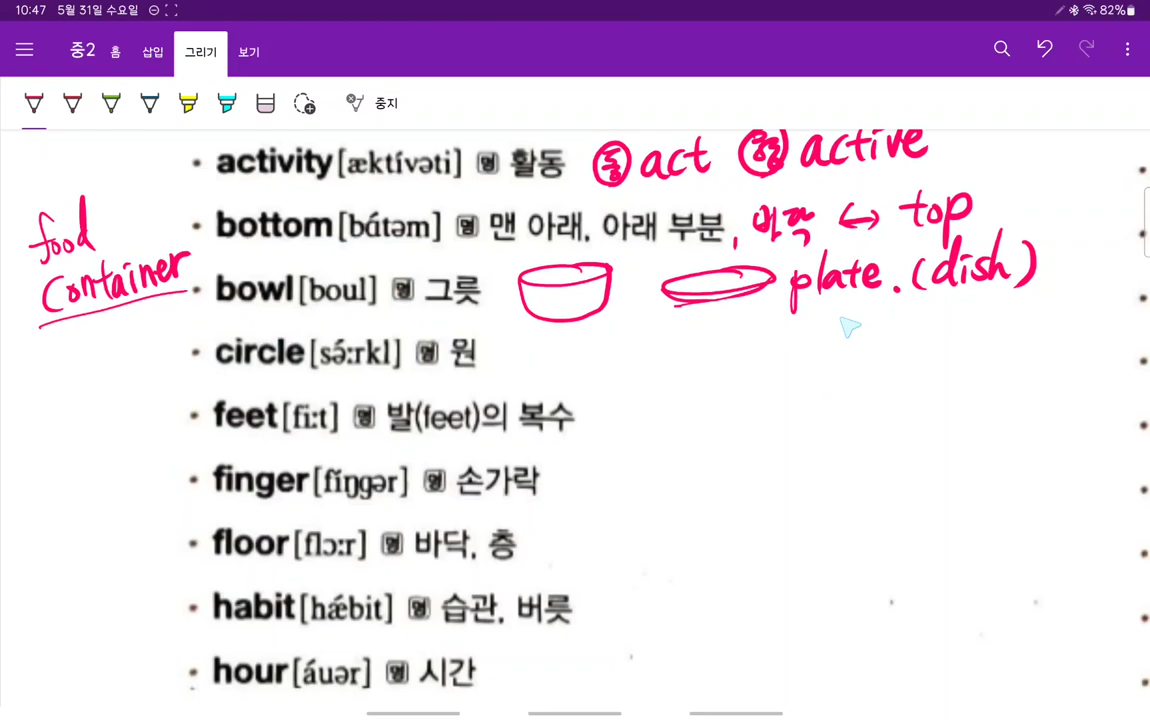 10:47 5월 31일 수요일 82%
중2 홈 삽입 그리기 보기
중지
• activity[æktívəti] 명 활동 동 act 형 active
• bottom[bátəm] 명 맨 아래, 아래 부분, 바닥 ↔ top
food
container
• bowl[boul] 명 그릇 plate. (dish)
• circle[sə́ːrkl] 명 원
• feet[fiːt] 명 발(feet)의 복수
• finger[fíŋgər] 명 손가락
• floor[flɔːr] 명 바닥, 층
• habit[hǽbit] 명 습관, 버릇
• hour[áuər] 명 시간